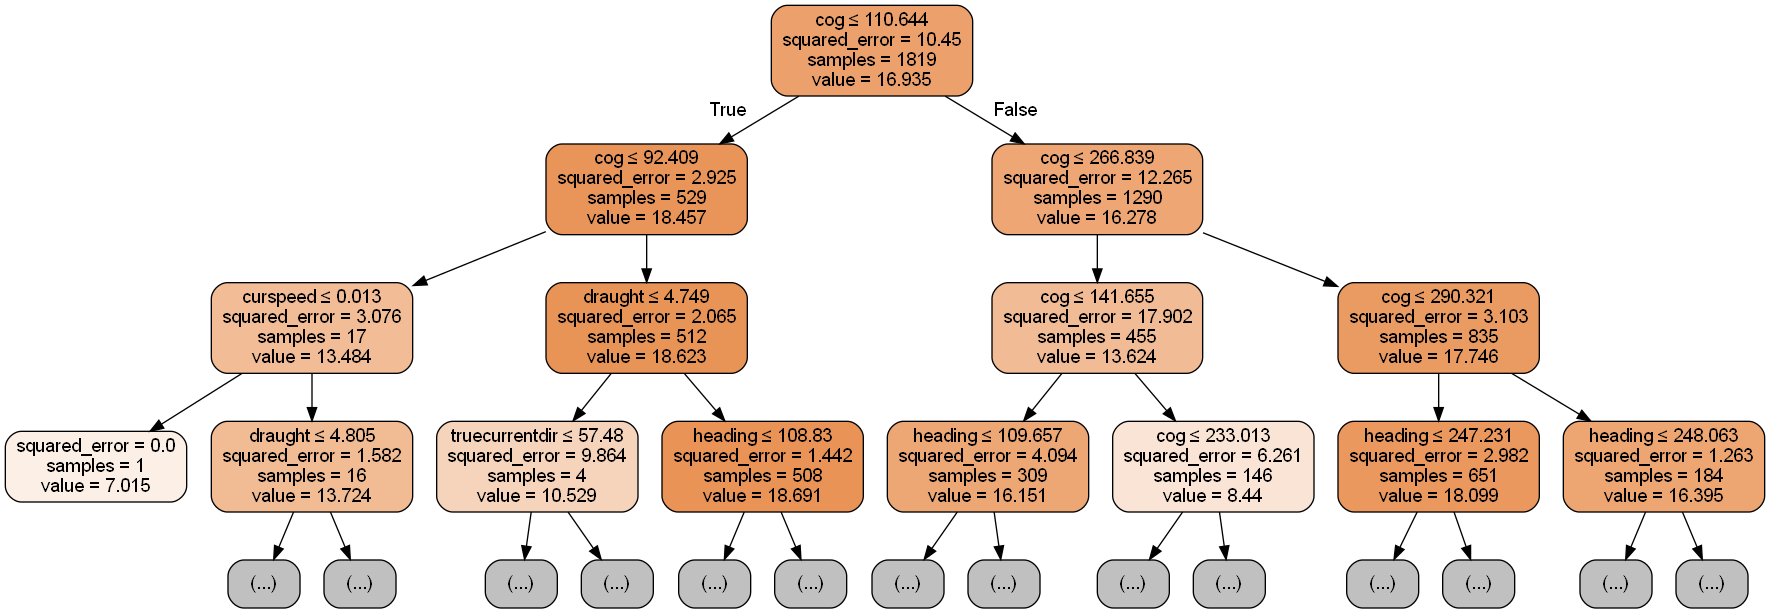 cog ≤ 110.644
squared_error = 10.45
samples = 1819
value = 16.935
True
False
cog ≤ 92.409
squared_error = 2.925
samples = 529
value = 18.457
cog ≤ 266.839
squared_error = 12.265
samples = 1290
value = 16.278
curspeed ≤ 0.013
squared_error = 3.076
samples = 17
value = 13.484
draught ≤ 4.749
squared_error = 2.065
samples = 512
value = 18.623
cog ≤ 141.655
squared_error = 17.902
samples = 455
value = 13.624
cog ≤ 290.321
squared_error = 3.103
samples = 835
value = 17.746
squared_error = 0.0
samples = 1
value = 7.015
draught ≤ 4.805
squared_error = 1.582
samples = 16
value = 13.724
truecurrentdir ≤ 57.48
squared_error = 9.864
samples = 4
value = 10.529
heading ≤ 108.83
squared_error = 1.442
samples = 508
value = 18.691
heading ≤ 109.657
squared_error = 4.094
samples = 309
value = 16.151
cog ≤ 233.013
squared_error = 6.261
samples = 146
value = 8.44
heading ≤ 247.231
squared_error = 2.982
samples = 651
value = 18.099
heading ≤ 248.063
squared_error = 1.263
samples = 184
value = 16.395
(...)
(...)
(...)
(...)
(...)
(...)
(...)
(...)
(...)
(...)
(...)
(...)
(...)
(...)